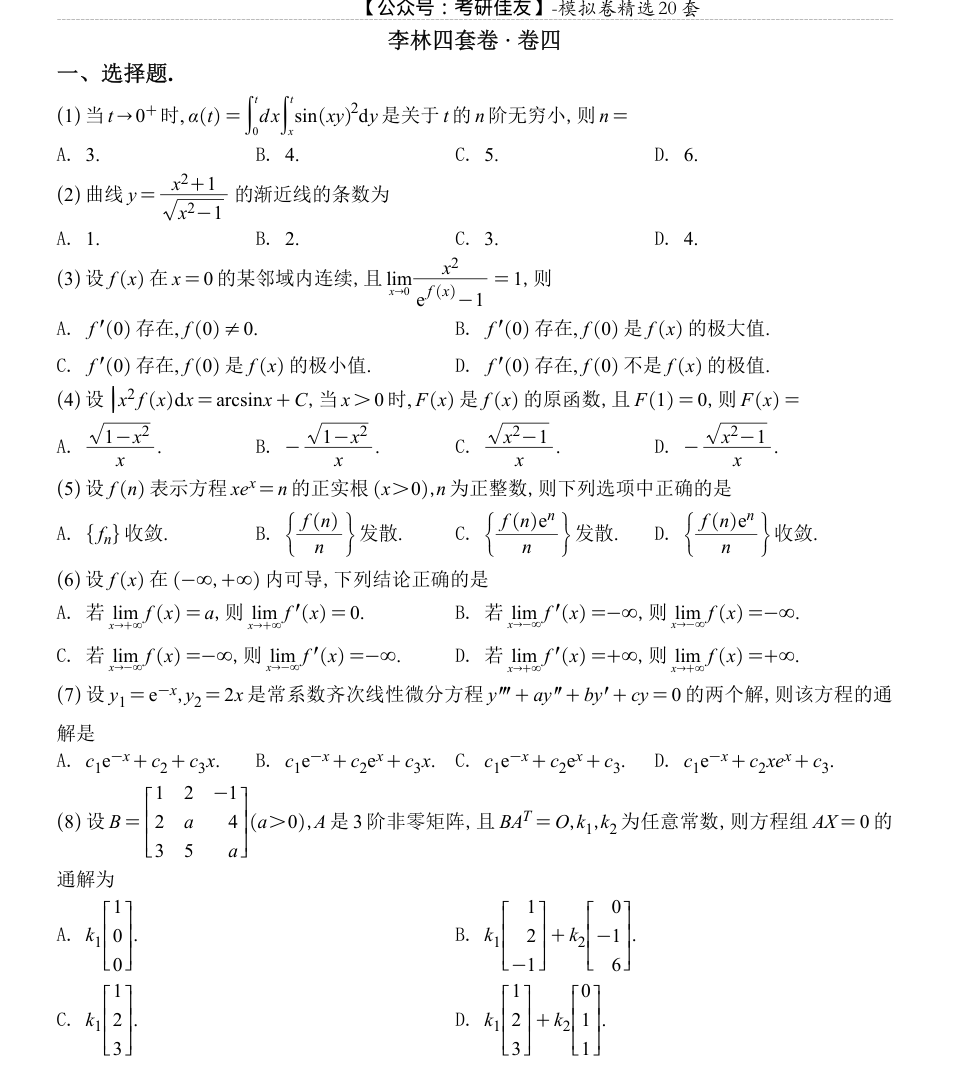 【公众号：考研佳友】-模拟卷精选20套
李林四套卷·卷四
一、选择题.
(1) 当 t→0⁺ 时, α(t) = ∫₀ᵗ dx ∫ₓᵗ sin(xy)²dy 是关于 t 的 n 阶无穷小, 则 n =
A. 3. B. 4. C. 5. D. 6.
(2) 曲线 y = (x²+1)/√(x²−1) 的渐近线的条数为
A. 1. B. 2. C. 3. D. 4.
(3) 设 f(x) 在 x=0 的某邻域内连续, 且 lim_{x→0} x²/(e^{f(x)}−1) = 1, 则
A. f′(0) 存在, f(0) ≠ 0. B. f′(0) 存在, f(0) 是 f(x) 的极大值.
C. f′(0) 存在, f(0) 是 f(x) 的极小值. D. f′(0) 存在, f(0) 不是 f(x) 的极值.
(4) 设 |x²f(x)dx = arcsinx + C, 当 x>0 时, F(x) 是 f(x) 的原函数, 且 F(1) = 0, 则 F(x) =
A. √(1−x²)/x. B. −√(1−x²)/x. C. √(x²−1)/x. D. −√(x²−1)/x.
(5) 设 f(n) 表示方程 xeˣ = n 的正实根 (x>0), n 为正整数, 则下列选项中正确的是
A. {fₙ} 收敛. B. {f(n)/n} 发散. C. {f(n)eⁿ/n} 发散. D. {f(n)eⁿ/n} 收敛.
(6) 设 f(x) 在 (−∞, +∞) 内可导, 下列结论正确的是
A. 若 lim_{x→+∞} f(x) = a, 则 lim_{x→+∞} f′(x) = 0. B. 若 lim_{x→−∞} f′(x) = −∞, 则 lim_{x→−∞} f(x) = −∞.
C. 若 lim_{x→−∞} f(x) = −∞, 则 lim_{x→−∞} f′(x) = −∞. D. 若 lim_{x→+∞} f′(x) = +∞, 则 lim_{x→+∞} f(x) = +∞.
(7) 设 y₁ = e⁻ˣ, y₂ = 2x 是常系数齐次线性微分方程 y‴ + ay″ + by′ + cy = 0 的两个解, 则该方程的通
解是
A. c₁e⁻ˣ + c₂ + c₃x. B. c₁e⁻ˣ + c₂eˣ + c₃x. C. c₁e⁻ˣ + c₂eˣ + c₃. D. c₁e⁻ˣ + c₂xeˣ + c₃.
(8) 设 B = [1 2 −1; 2 a 4; 3 5 a] (a>0), A 是 3 阶非零矩阵, 且 BAᵀ = O, k₁, k₂ 为任意常数, 则方程组 AX = 0 的
通解为
A. k₁[1; 0; 0]. B. k₁[1; 2; −1] + k₂[0; −1; 6].
C. k₁[1; 2; 3]. D. k₁[1; 2; 3] + k₂[0; 1; 1].